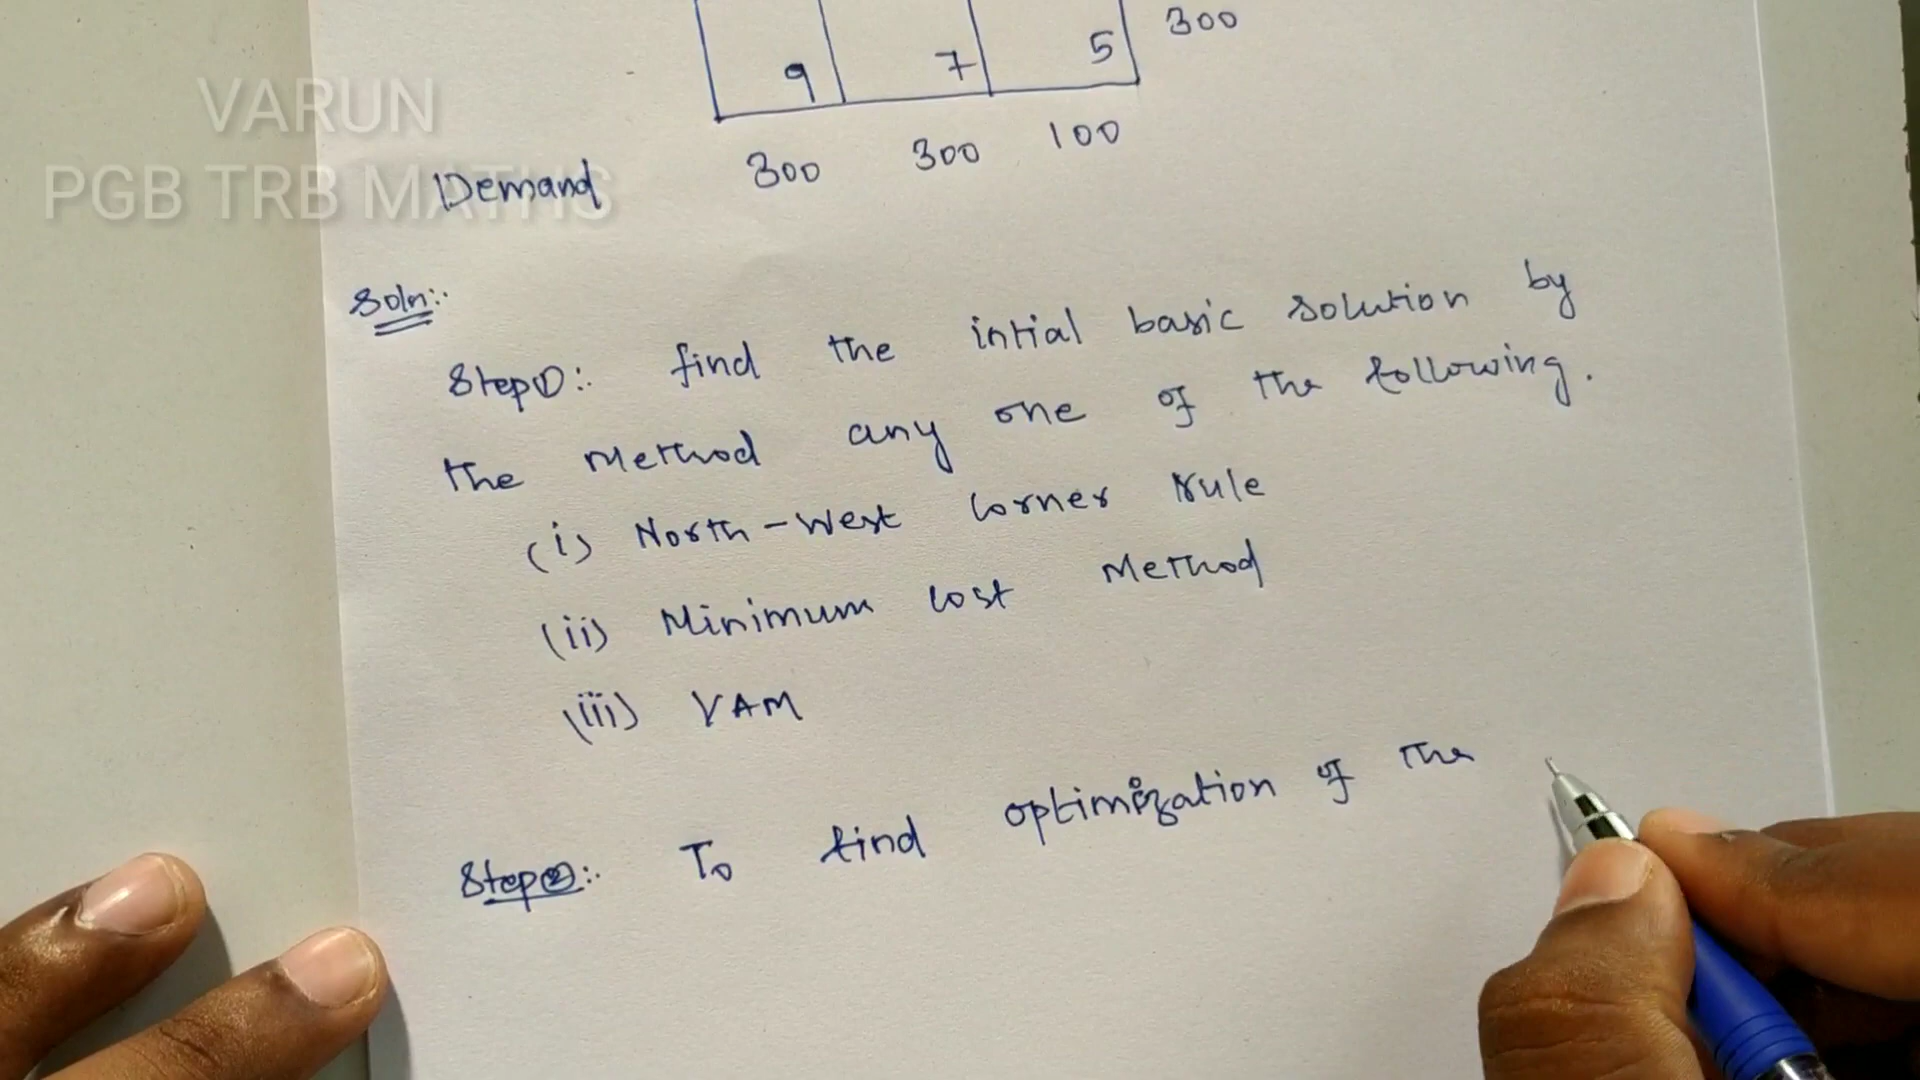 VARUN
PGB TRB MATHS
300
9 7 5
Demand 300 300 100
Soln:
Step①: find the intial basic solution by
the Method any one of the following.
(i) North-West Corner Rule
(ii) Minimum Cost Method
(iii) VAM
Step②: To find optimization of the